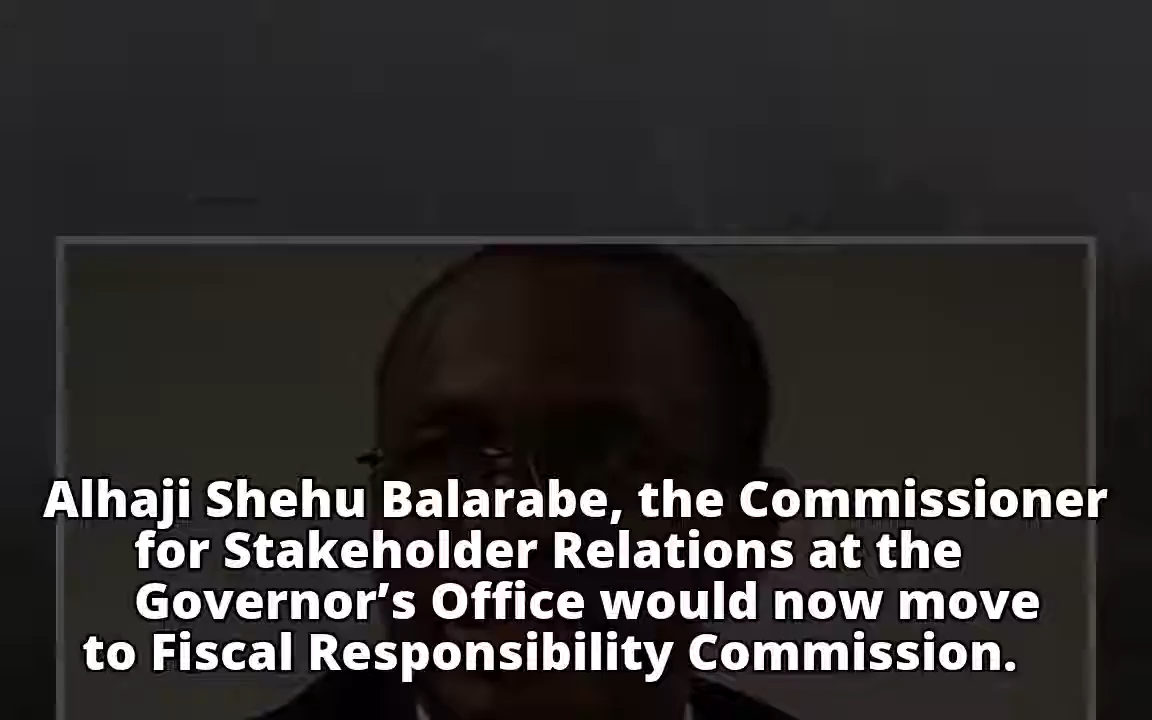 Alhaji Shehu Balarabe, the Commissioner
for Stakeholder Relations at the
Governor’s Office would now move
to Fiscal Responsibility Commission.